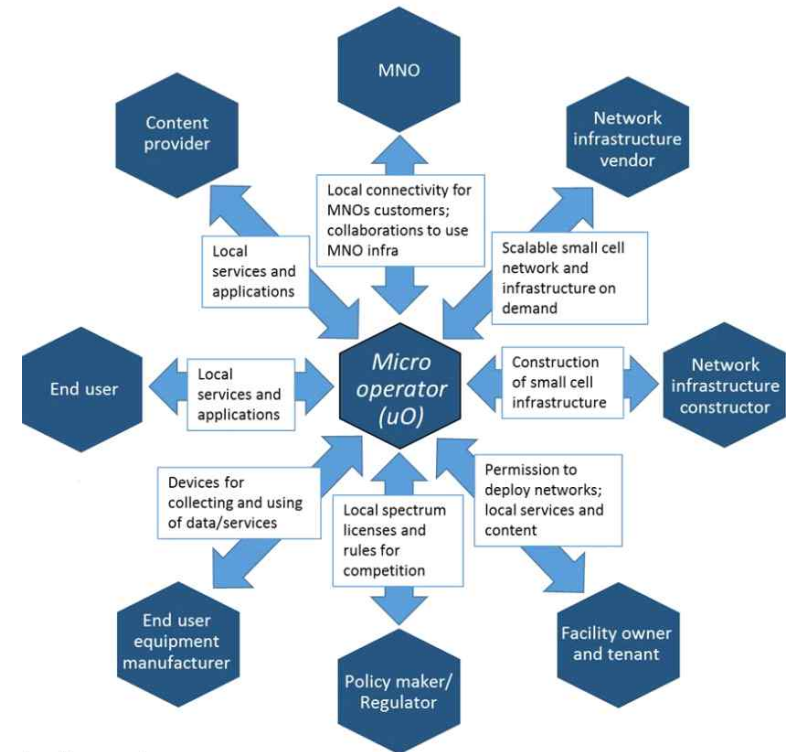 MNO
Content
provider
Network
infrastructure
vendor
Local connectivity for
MNOs customers;
collaborations to use
MNO infra
Local
services and
applications
Scalable small cell
network and
infrastructure on
demand
End user
Local
services and
applications
Micro
operator
(uO)
Construction
of small cell
infrastructure
Network
infrastructure
constructor
Devices for
collecting and using
of data/services
Local spectrum
licenses and
rules for
competition
Permission to
deploy networks;
local services and
content
End user
equipment
manufacturer
Policy maker/
Regulator
Facility owner
and tenant